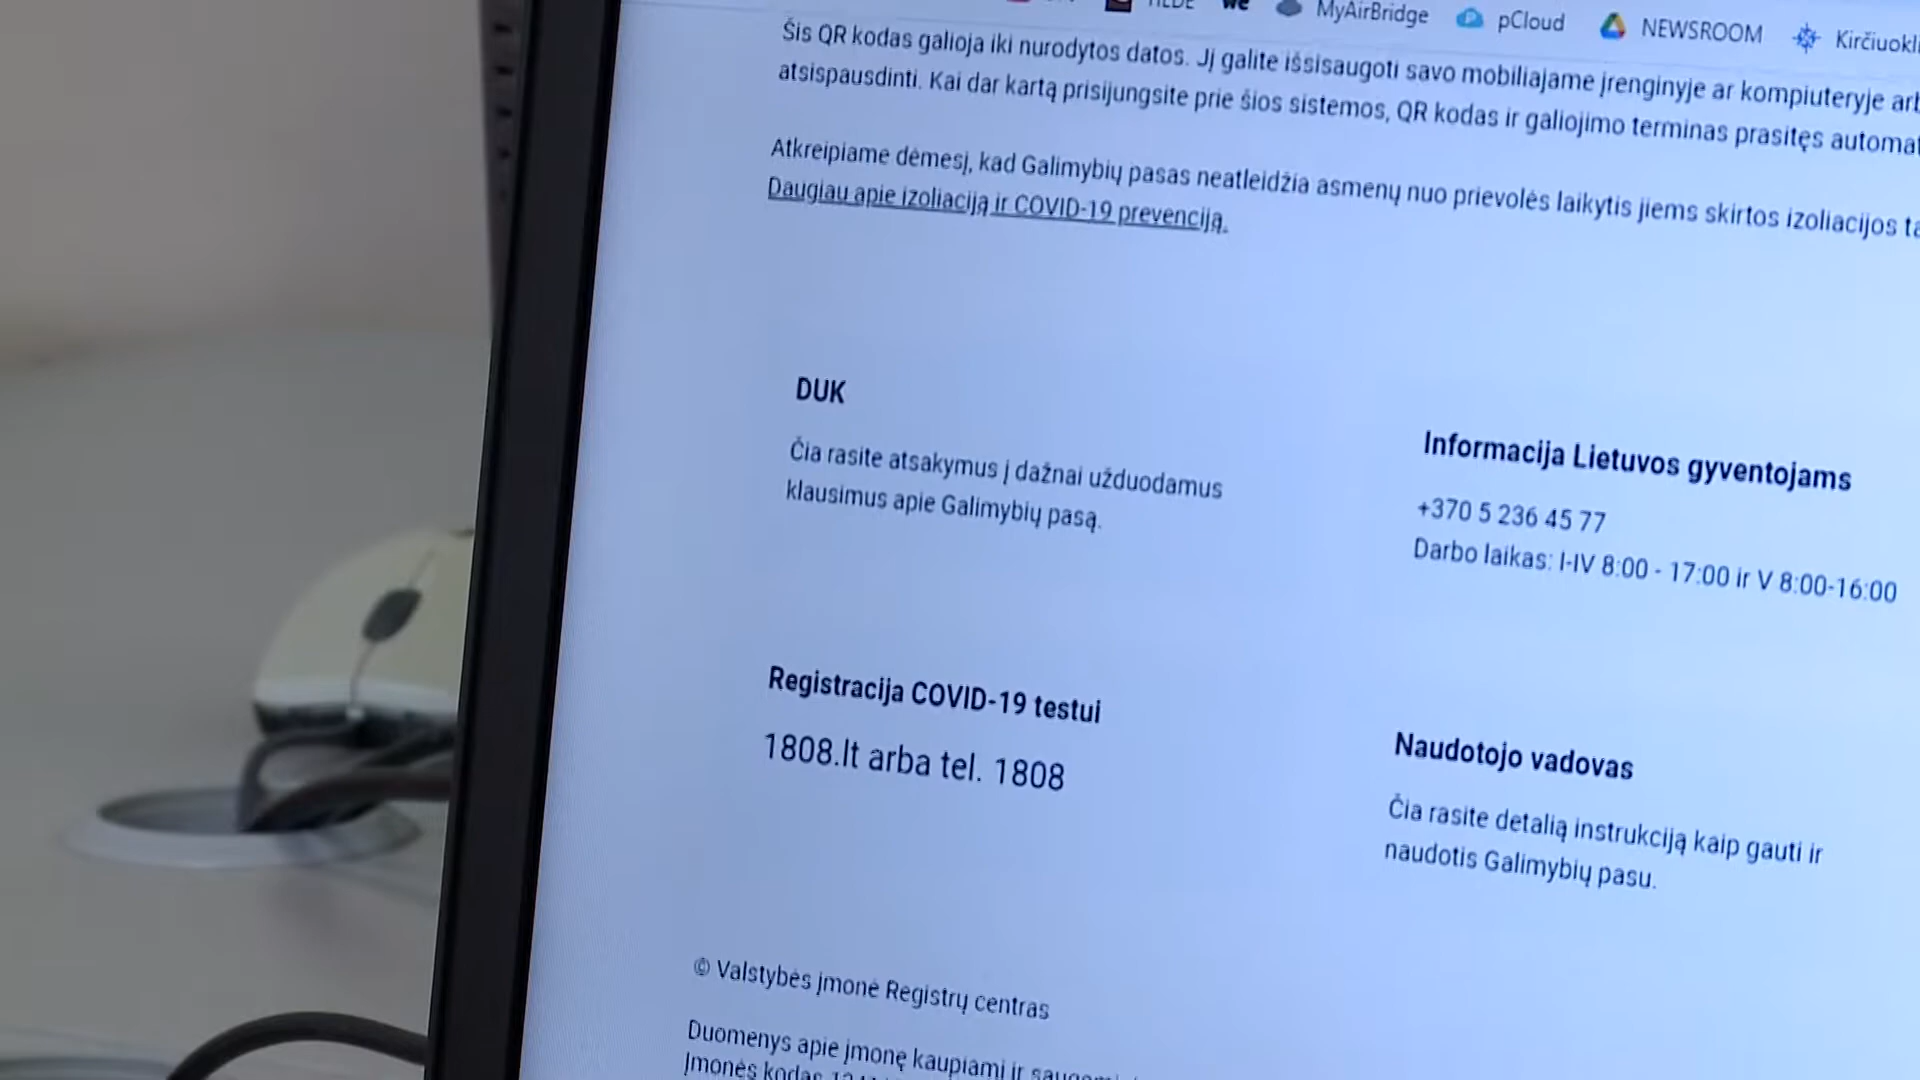 MyAirBridge pCloud NEWSROOM
Šis QR kodas galioja iki nurodytos datos. Jį galite išsisaugoti savo mobiliajame įrenginyje ar kompiuteryje
atsispausdinti. Kai dar kartą prisijungsite prie šios sistemos, QR kodas ir galiojimo terminas prasitęs
Atkreipiame dėmesį, kad Galimybių pasas neatleidžia asmenų nuo prievolės laikytis jiems skirtos izoliacijos
Daugiau apie izoliaciją ir COVID-19 prevenciją.
DUK
Čia rasite atsakymus į dažnai užduodamus
klausimus apie Galimybių pasą.
Informacija Lietuvos gyventojams
+370 5 236 45 77
Darbo laikas: I-IV 8:00 - 17:00 ir V 8:00-16:00
Registracija COVID-19 testui
1808.lt arba tel. 1808
Naudotojo vadovas
Čia rasite detalią instrukciją kaip gauti ir
naudotis Galimybių pasu.
© Valstybės įmonė Registrų centras
Duomenys apie įmonę kaupiami ir
Įmonės kodas